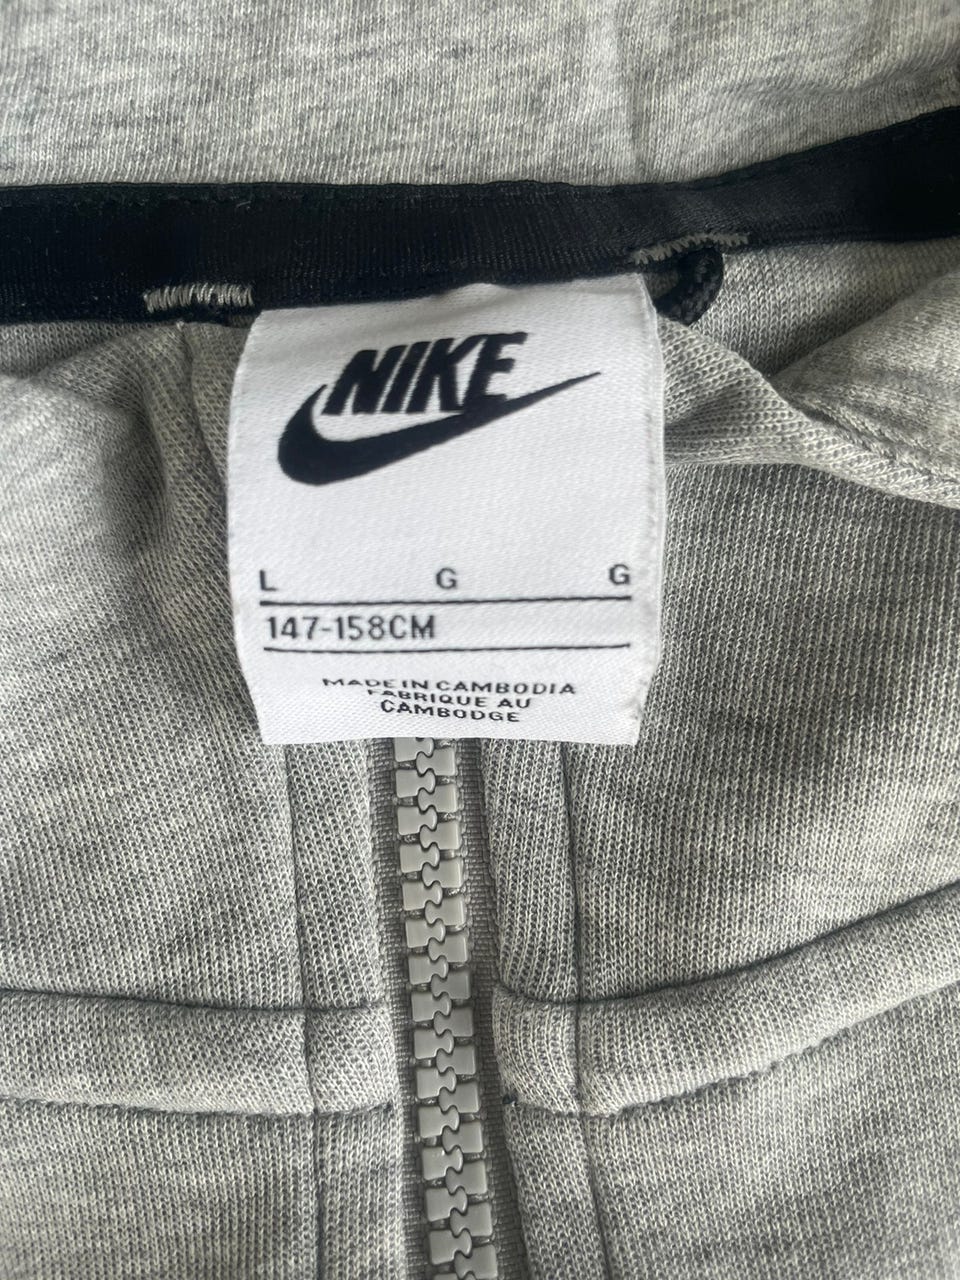 NIKE
L G G
147-158CM
MADE IN CAMBODIA
FABRIQUE AU
CAMBODGE